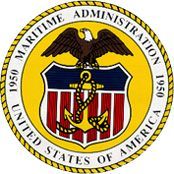 1950 MARITIME ADMINISTRATION 1950
UNITED STATES OF AMERICA